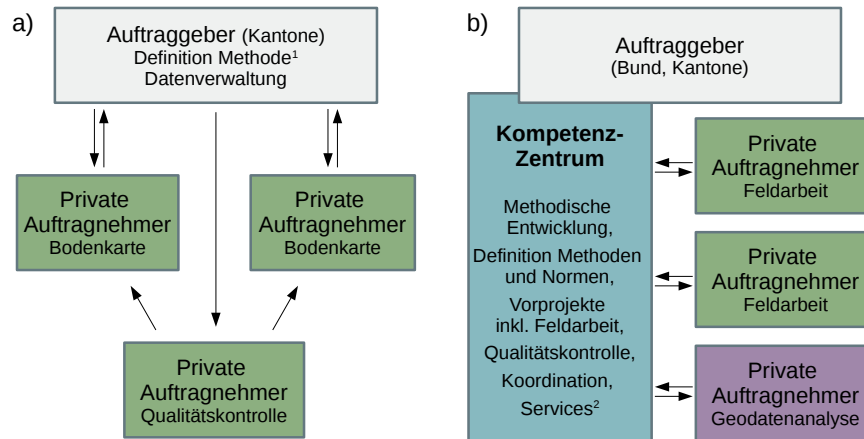 a)
Auftraggeber (Kantone)
Definition Methode¹
Datenverwaltung
Private
Auftragnehmer
Bodenkarte
Private
Auftragnehmer
Bodenkarte
Private
Auftragnehmer
Qualitätskontrolle
b)
Auftraggeber
(Bund, Kantone)
Kompetenz-
Zentrum
Methodische
Entwicklung,
Definition Methoden
und Normen,
Vorprojekte
inkl. Feldarbeit,
Qualitätskontrolle,
Koordination,
Services²
Private
Auftragnehmer
Feldarbeit
Private
Auftragnehmer
Feldarbeit
Private
Auftragnehmer
Geodatenanalyse